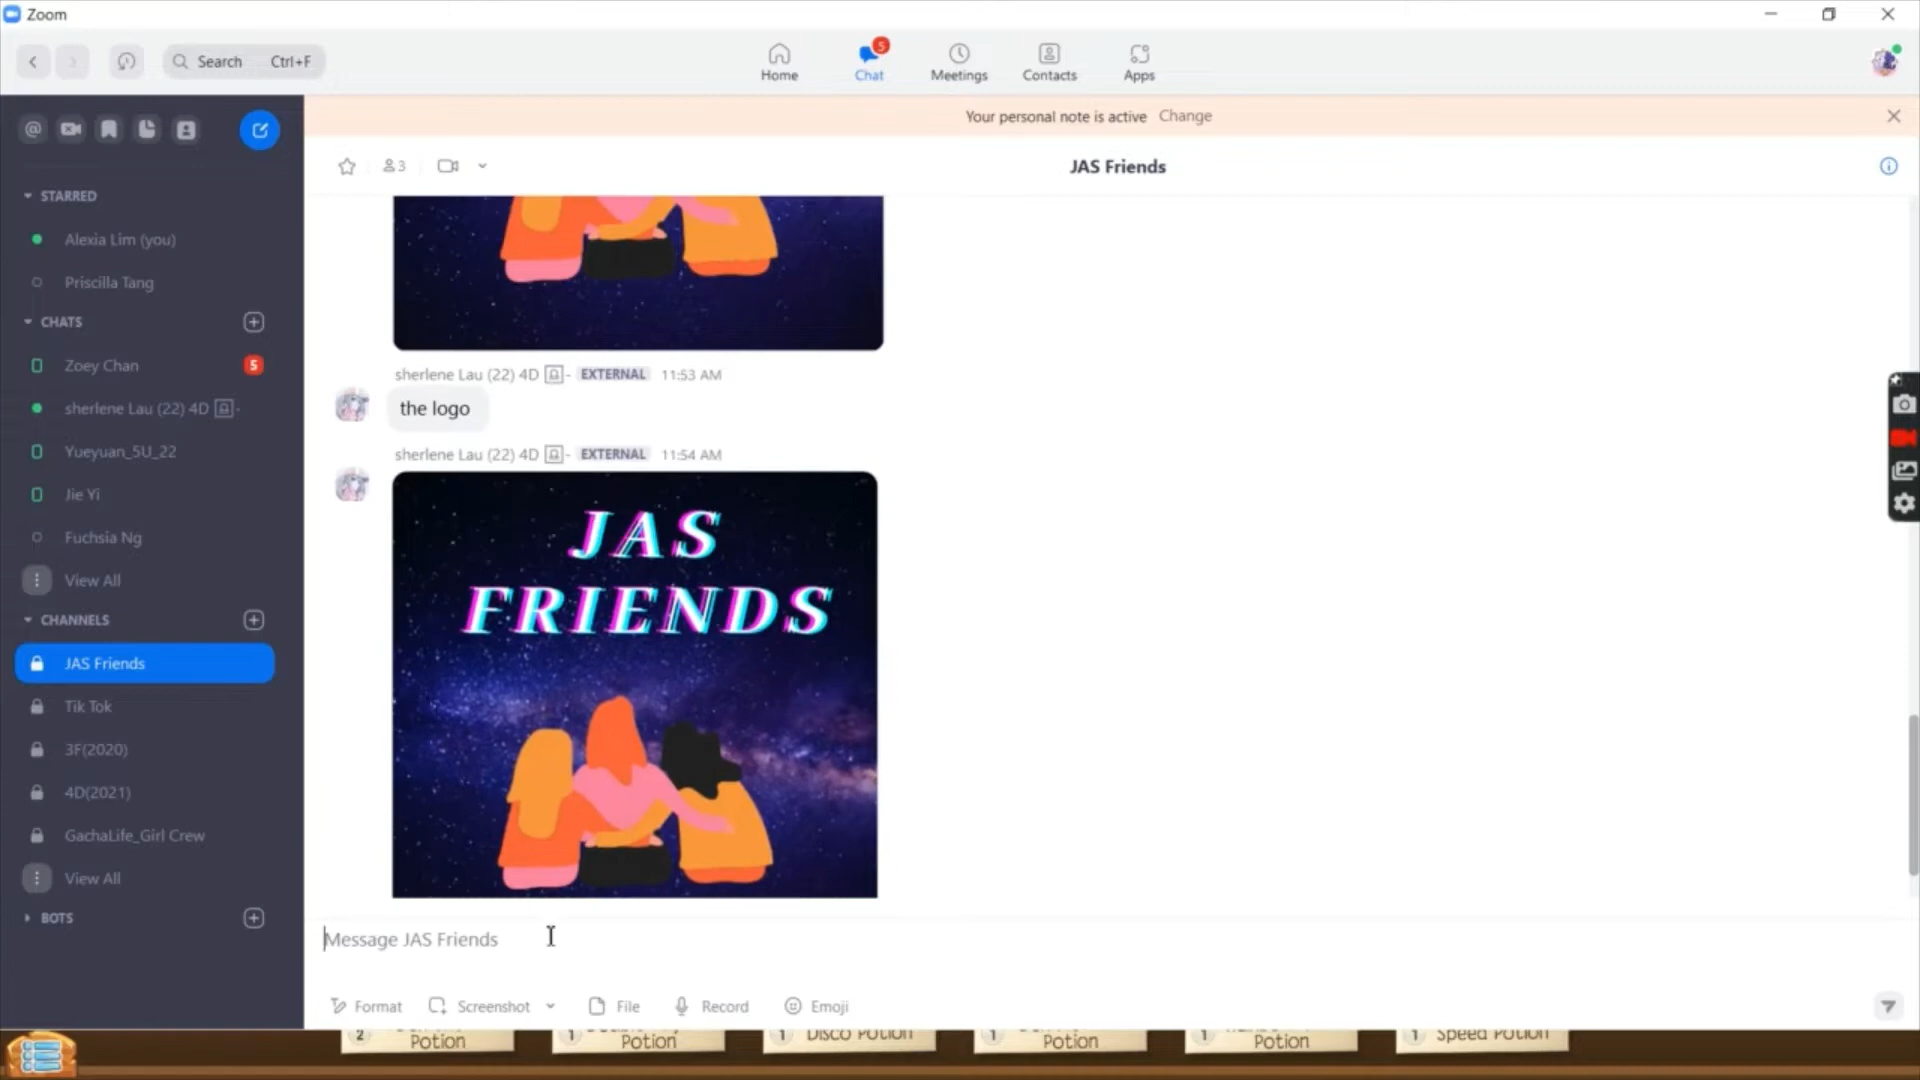 Zoom
Search Ctrl+F
Home
Chat
5
Meetings
Contacts
Apps
Your personal note is active Change
3
JAS Friends
STARRED
Alexia Lim (you)
Priscilla Tang
CHATS
Zoey Chan
5
sherlene Lau (22) 4D
Yueyuan_5U_22
Jie Yi
Fuchsia Ng
View All
CHANNELS
JAS Friends
Tik Tok
3F(2020)
4D(2021)
GachaLife_Girl Crew
View All
BOTS
sherlene Lau (22) 4D - EXTERNAL 11:53 AM
the logo
sherlene Lau (22) 4D - EXTERNAL 11:54 AM
JAS
FRIENDS
Message JAS Friends
Format Screenshot File Record Emoji
2 Potion
1 Potion
1 Disco Potion
1 Potion
1 Potion
1 Speed Potion